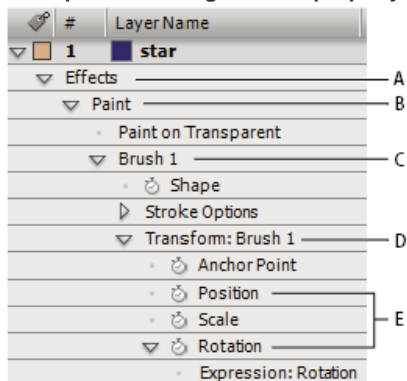 # Layer Name
1 star
Effects A
Paint B
Paint on Transparent
Brush 1 C
Shape
Stroke Options
Transform: Brush 1 D
Anchor Point
Position
Scale E
Rotation
Expression: Rotation